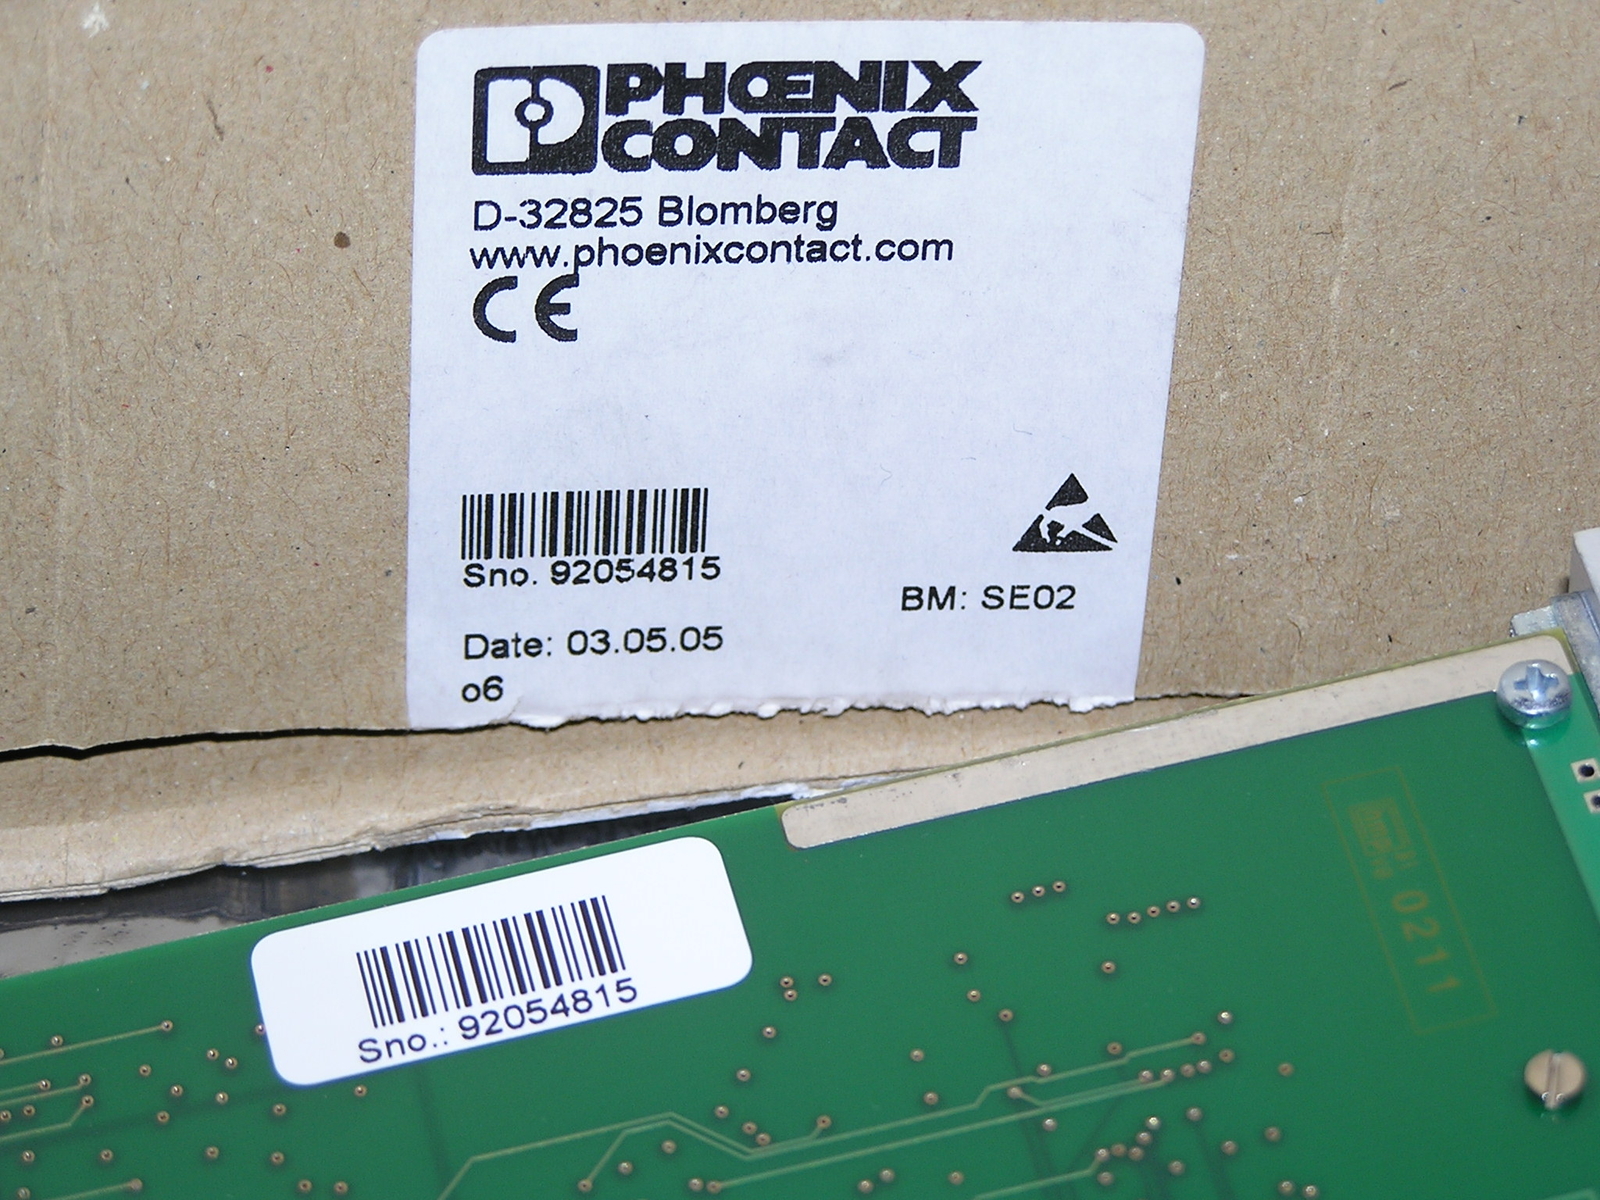 PHŒNIX
CONTACT
D-32825 Blomberg
www.phoenixcontact.com
CE
Sno. 92054815
BM: SE02
Date: 03.05.05
o6
Sno.: 92054815
0211